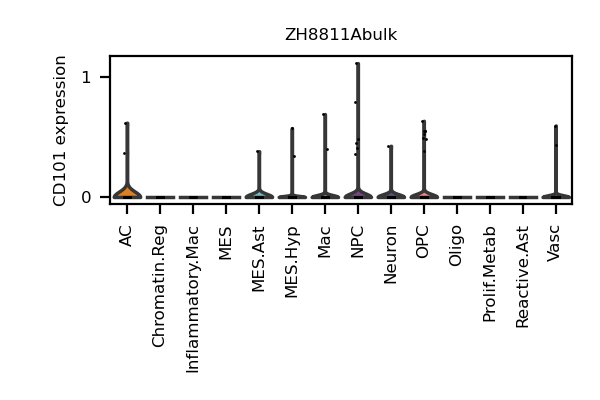 ZH8811Abulk
CD101 expression
1
0
AC
Chromatin.Reg
Inflammatory.Mac
MES
MES.Ast
MES.Hyp
Mac
NPC
Neuron
OPC
Oligo
Prolif.Metab
Reactive.Ast
Vasc